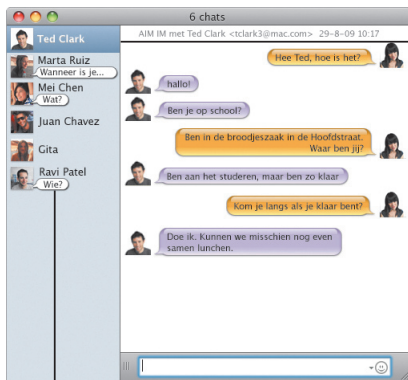 6 chats
AIM IM met Ted Clark <tclark3@mac.com> 29-8-09 10:17
Ted Clark
Marta Ruiz
Wanneer is je...
Mei Chen
Wat?
Juan Chavez
Gita
Ravi Patel
Wie?
Hee Ted, hoe is het?
hallo!
Ben je op school?
Ben in de broodjeszaak in de Hoofdstraat.
Waar ben jij?
Ben aan het studeren, maar ben zo klaar
Kom je langs als je klaar bent?
Doe ik. Kunnen we misschien nog even
samen lunchen.